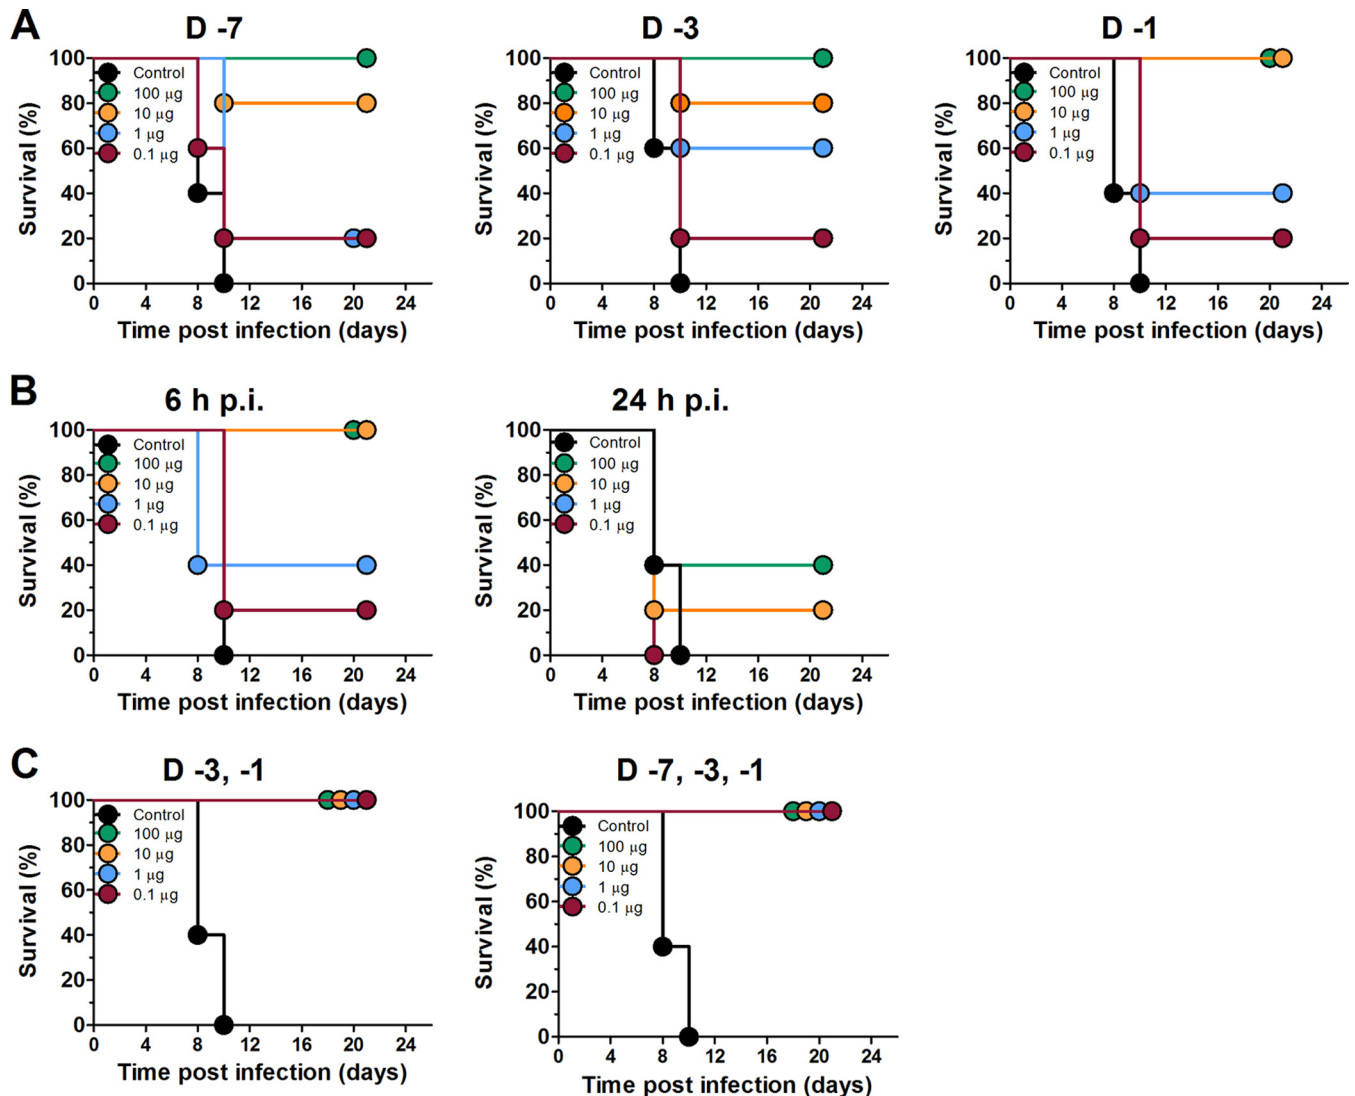 A
D -7
D -3
D -1
Survival (%)
100
80
60
40
20
0
Control
100 μg
10 μg
1 μg
0.1 μg
0 4 8 12 16 20 24
Time post infection (days)
Survival (%)
100
80
60
40
20
0
Control
100 μg
10 μg
1 μg
0.1 μg
0 4 8 12 16 20 24
Time post infection (days)
Survival (%)
100
80
60
40
20
0
Control
100 μg
10 μg
1 μg
0.1 μg
0 4 8 12 16 20 24
Time post infection (days)
B
6 h p.i.
24 h p.i.
Survival (%)
100
80
60
40
20
0
Control
100 μg
10 μg
1 μg
0.1 μg
0 4 8 12 16 20 24
Time post infection (days)
Survival (%)
100
80
60
40
20
0
Control
100 μg
10 μg
1 μg
0.1 μg
0 4 8 12 16 20 24
Time post infection (days)
C
D -3, -1
D -7, -3, -1
Survival (%)
100
80
60
40
20
0
Control
100 μg
10 μg
1 μg
0.1 μg
0 4 8 12 16 20 24
Time post infection (days)
Survival (%)
100
80
60
40
20
0
Control
100 μg
10 μg
1 μg
0.1 μg
0 4 8 12 16 20 24
Time post infection (days)